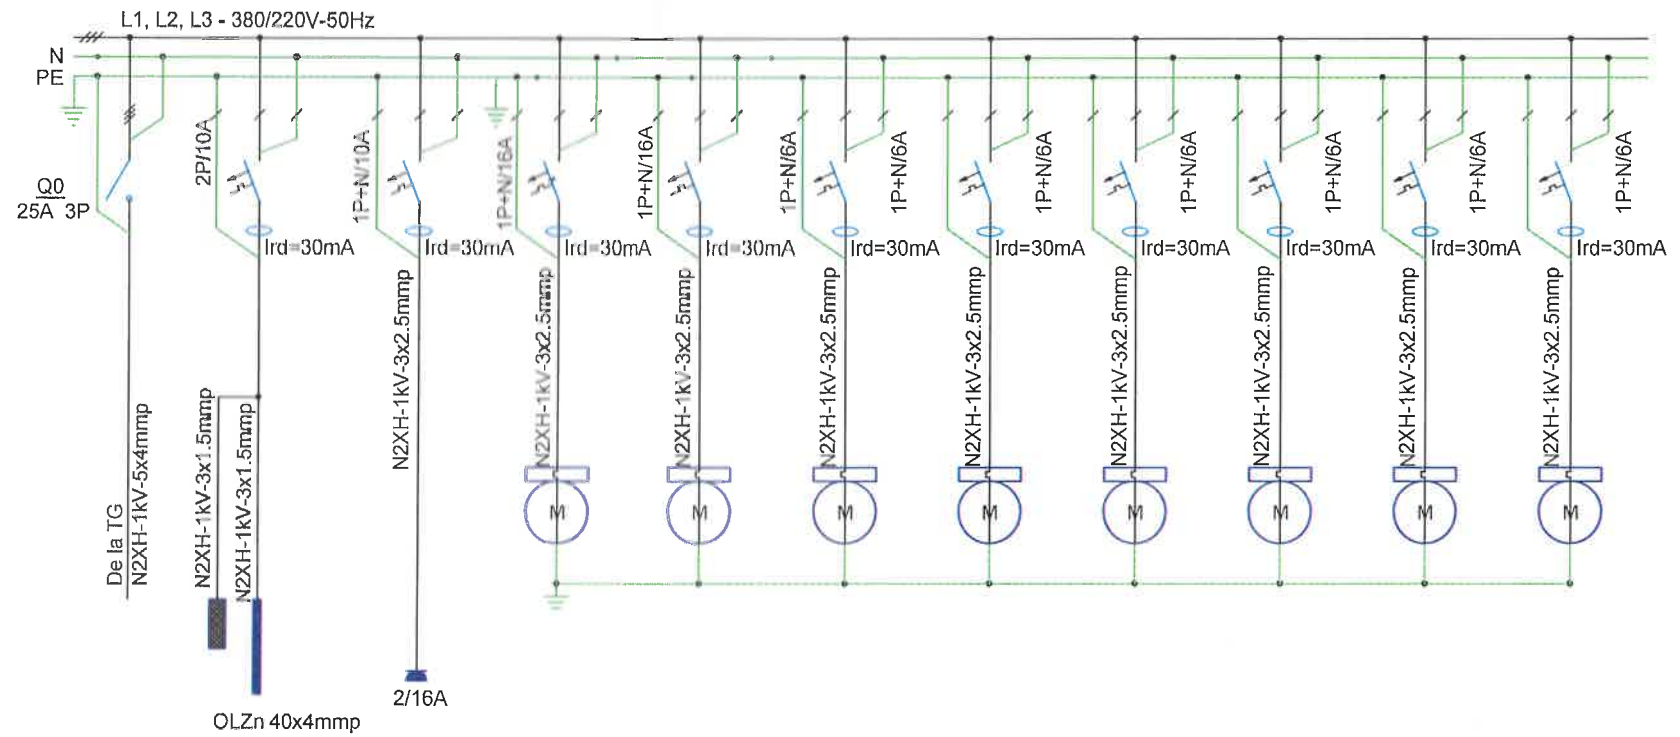 L1, L2, L3 - 380/220V-50Hz
N
PE
Q0
25A 3P
2P/10A
1P+N/10A
1P+N/16A
1P+N/16A
1P+N/6A
1P+N/6A
1P+N/6A
1P+N/6A
1P+N/6A
1P+N/6A
Ird=30mA
Ird=30mA
Ird=30mA
Ird=30mA
Ird=30mA
Ird=30mA
Ird=30mA
Ird=30mA
Ird=30mA
Ird=30mA
De la TG
N2XH-1kV-5x4mmp
N2XH-1kV-3x1.5mmp
N2XH-1kV-3x1.5mmp
N2XH-1kV-3x2.5mmp
N2XH-1kV-3x2.5mmp
N2XH-1kV-3x2.5mmp
N2XH-1kV-3x2.5mmp
N2XH-1kV-3x2.5mmp
N2XH-1kV-3x2.5mmp
N2XH-1kV-3x2.5mmp
N2XH-1kV-3x2.5mmp
N2XH-1kV-3x2.5mmp
M
M
M
M
M
M
M
M
2/16A
OLZn 40x4mmp